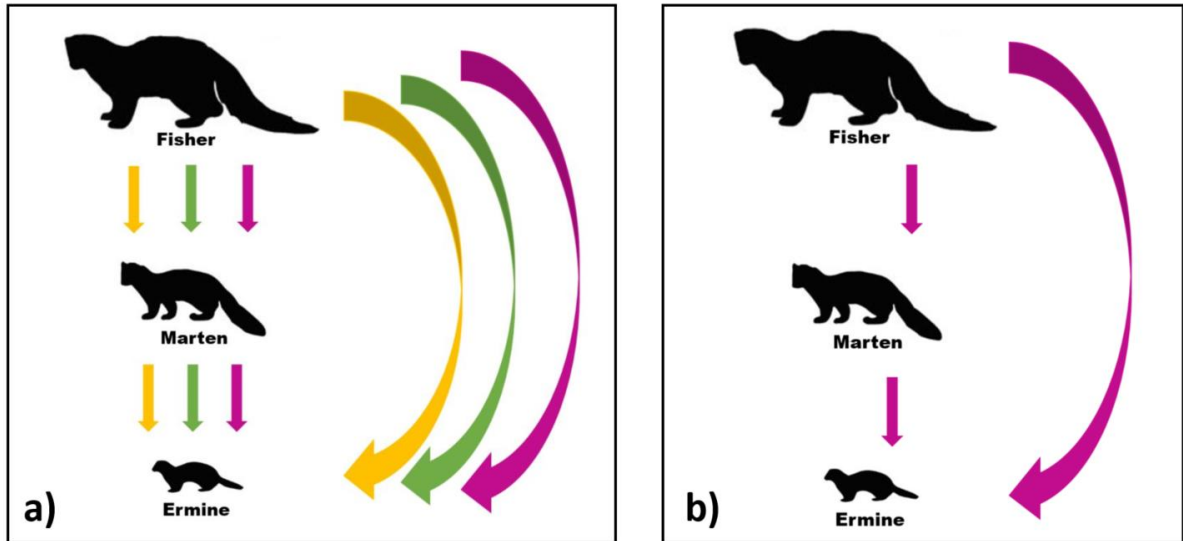 Fisher
Marten
Ermine
a)
Fisher
Marten
Ermine
b)